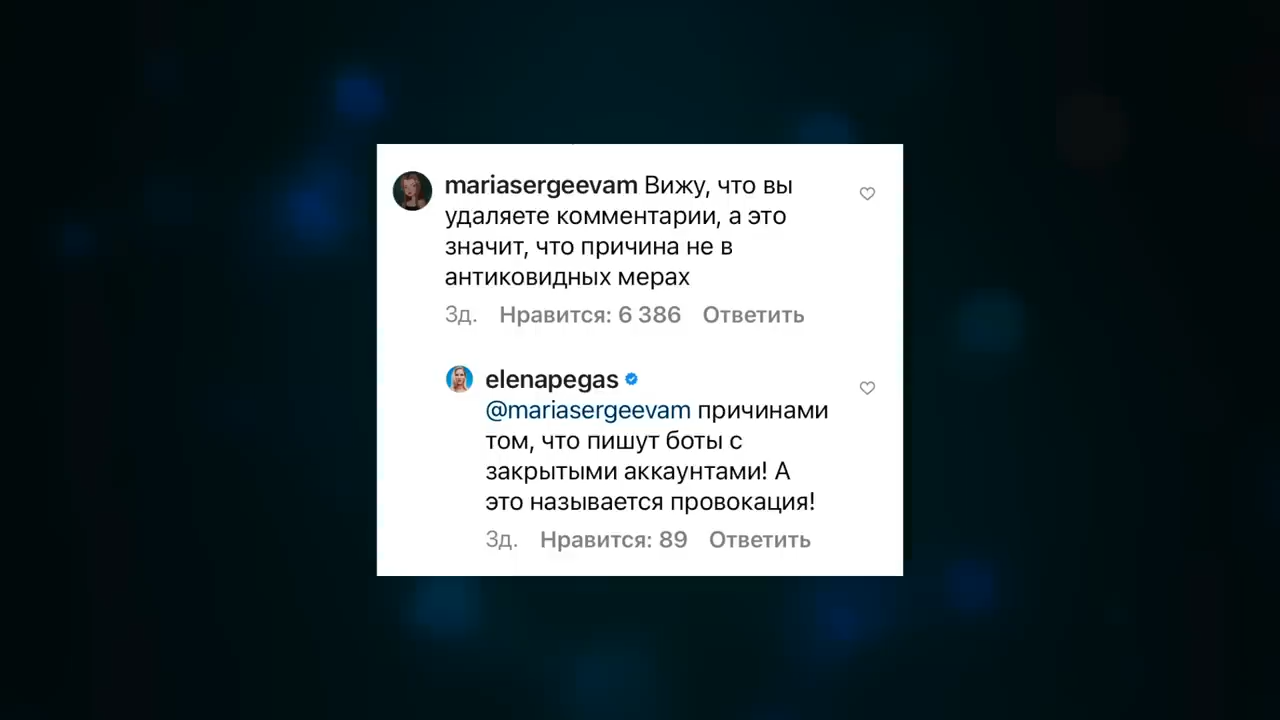 mariasergeevam Вижу, что вы
удаляете комментарии, а это
значит, что причина не в
антиковидных мерах
3д. Нравится: 6 386 Ответить
elenapegas
@mariasergeevam причинами
том, что пишут боты с
закрытыми аккаунтами! А
это называется провокация!
3д. Нравится: 89 Ответить